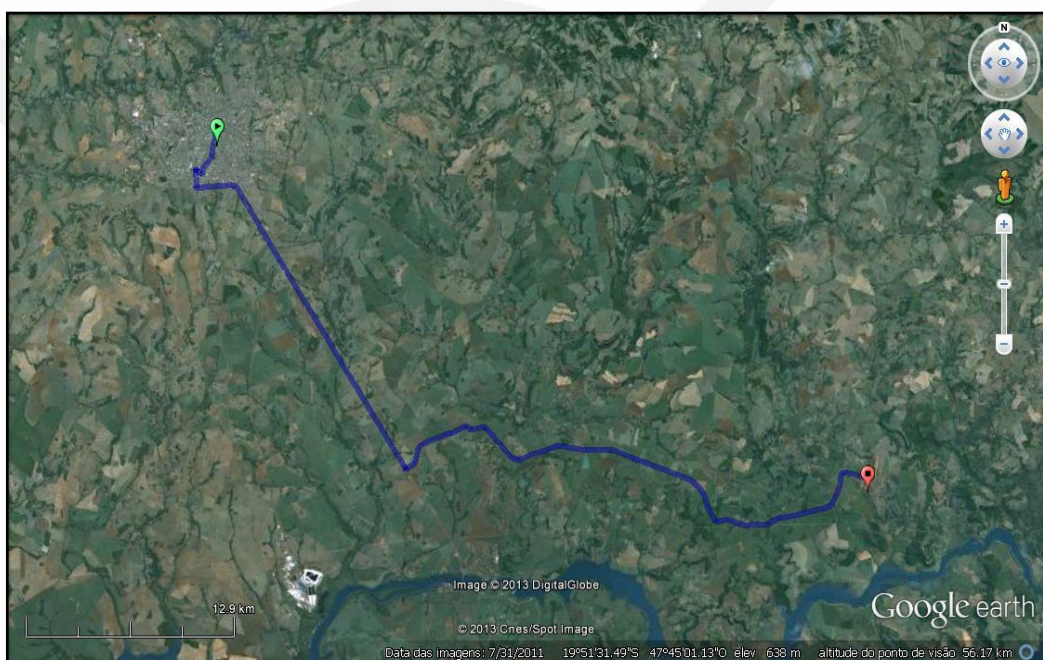 N
12.9 km
Image © 2013 DigitalGlobe
© 2013 Cnes/Spot Image
Google earth
Data das imagens: 7/31/2011 19°51'31.49"S 47°45'01.13"O elev 638 m altitude do ponto de visão 56.17 km